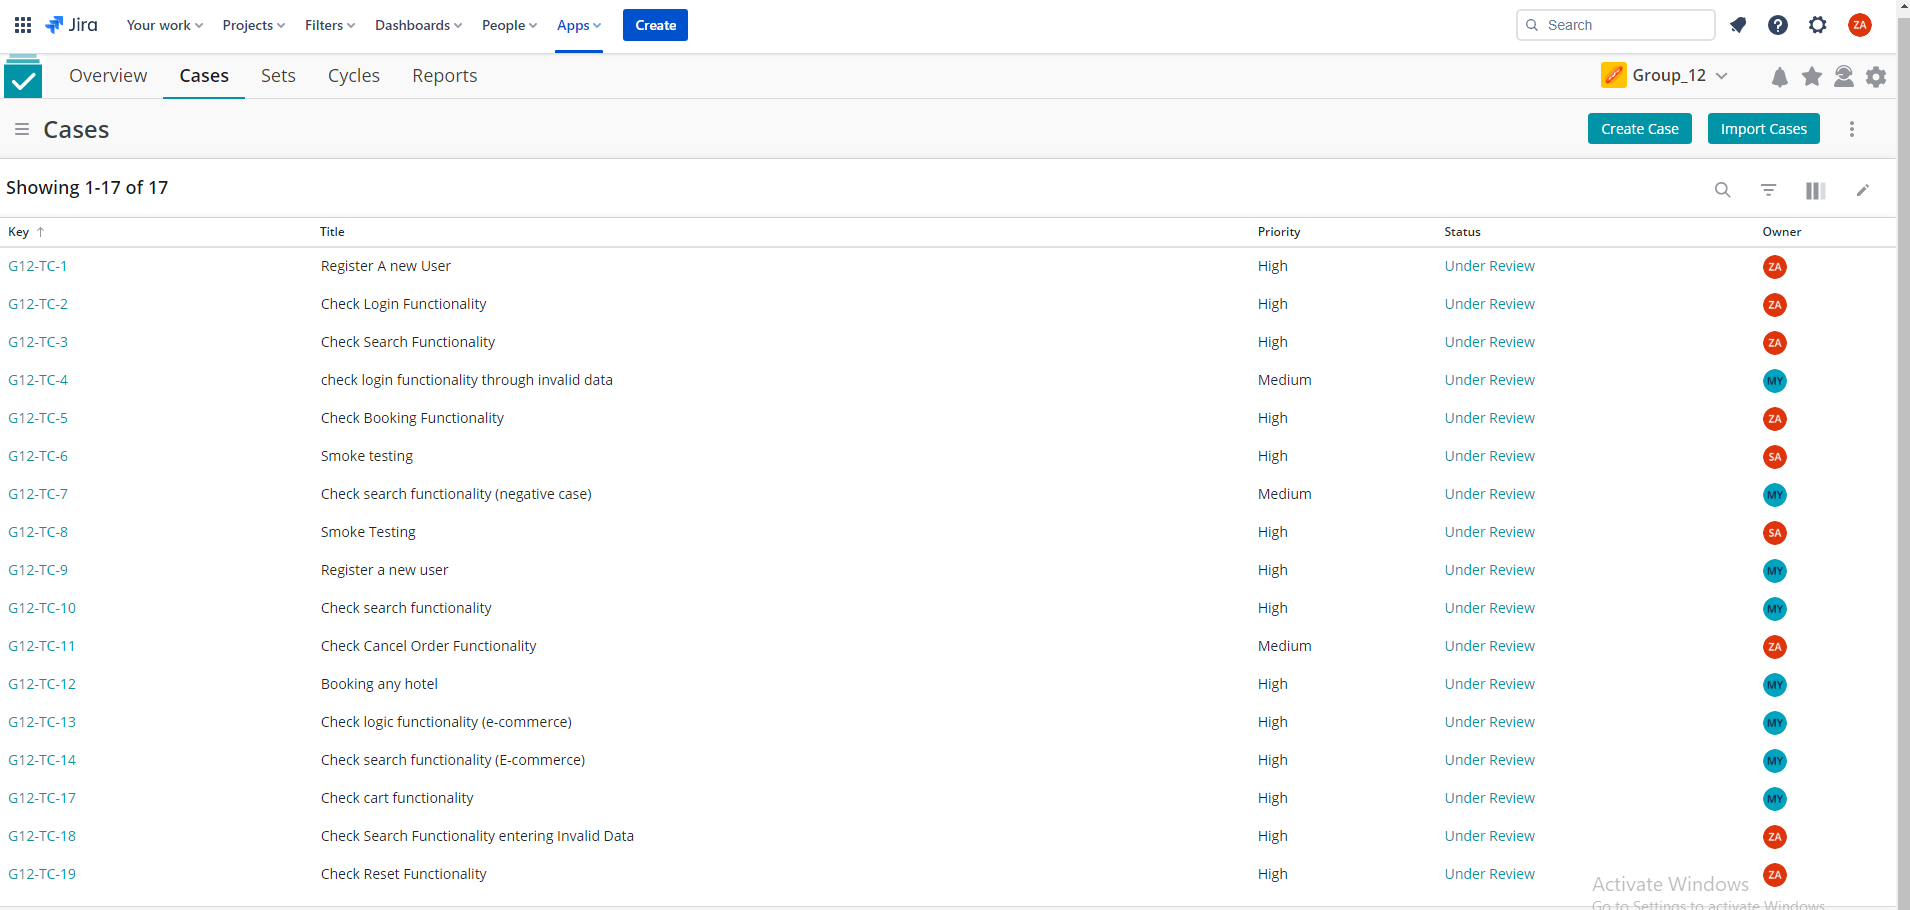 Jira Your work Projects Filters Dashboards People Apps Create Search ZA
Overview Cases Sets Cycles Reports Group_12
Cases Create Case Import Cases
Showing 1-17 of 17
Key ↑ Title Priority Status Owner
G12-TC-1 Register A new User High Under Review ZA
G12-TC-2 Check Login Functionality High Under Review ZA
G12-TC-3 Check Search Functionality High Under Review ZA
G12-TC-4 check login functionality through invalid data Medium Under Review MY
G12-TC-5 Check Booking Functionality High Under Review ZA
G12-TC-6 Smoke testing High Under Review SA
G12-TC-7 Check search functionality (negative case) Medium Under Review MY
G12-TC-8 Smoke Testing High Under Review SA
G12-TC-9 Register a new user High Under Review MY
G12-TC-10 Check search functionality High Under Review MY
G12-TC-11 Check Cancel Order Functionality Medium Under Review ZA
G12-TC-12 Booking any hotel High Under Review MY
G12-TC-13 Check logic functionality (e-commerce) High Under Review MY
G12-TC-14 Check search functionality (E-commerce) High Under Review MY
G12-TC-17 Check cart functionality High Under Review MY
G12-TC-18 Check Search Functionality entering Invalid Data High Under Review ZA
G12-TC-19 Check Reset Functionality High Under Review ZA
Activate Windows
Go to Settings to activate Windows